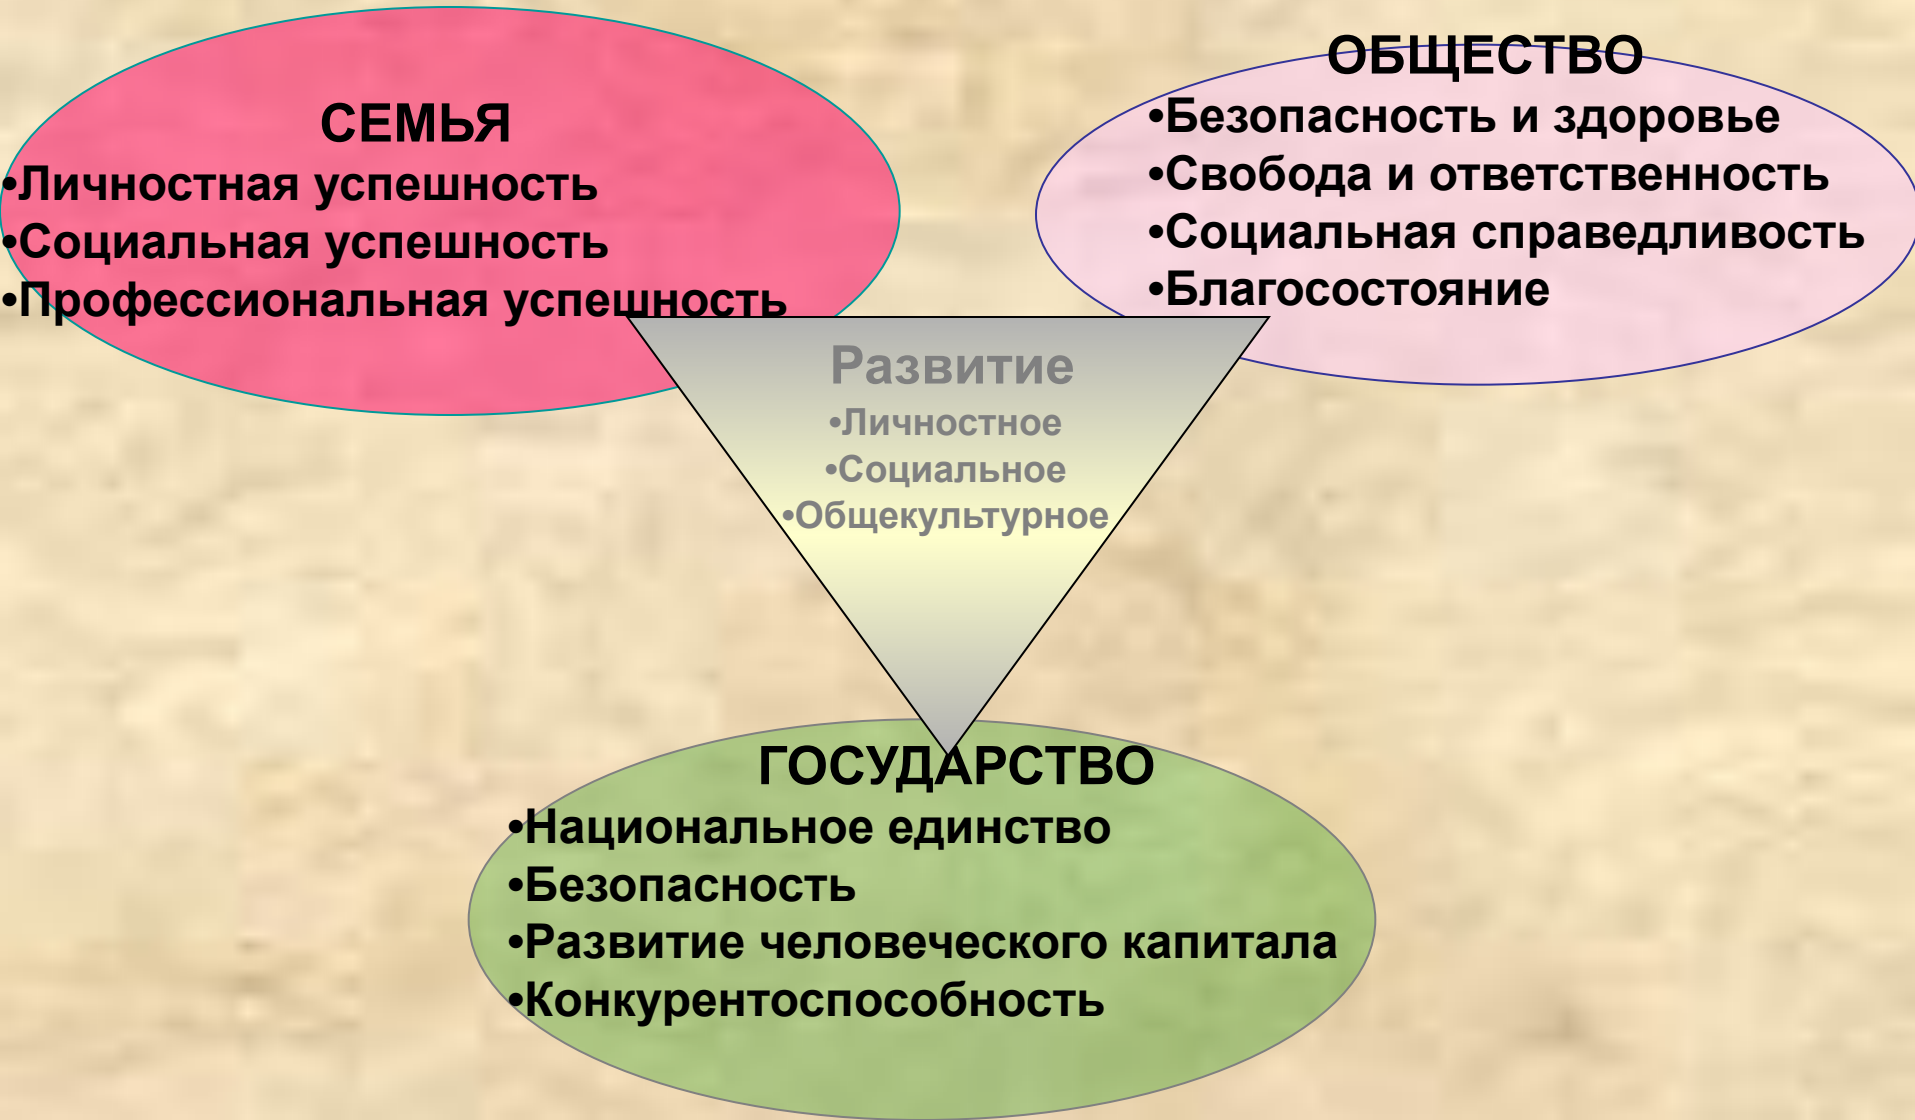 СЕМЬЯ
•Личностная успешность
•Социальная успешность
•Профессиональная успешность
ОБЩЕСТВО
•Безопасность и здоровье
•Свобода и ответственность
•Социальная справедливость
•Благосостояние
Развитие
•Личностное
•Социальное
•Общекультурное
ГОСУДАРСТВО
•Национальное единство
•Безопасность
•Развитие человеческого капитала
•Конкурентоспособность